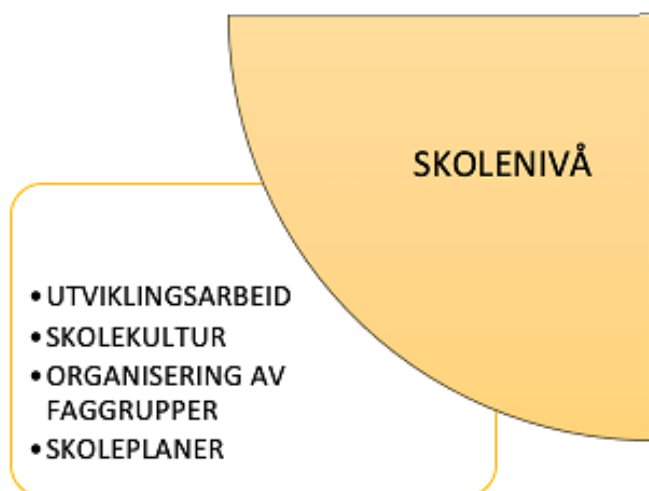 SKOLENIVÅ
•UTVIKLINGSARBEID
•SKOLEKULTUR
•ORGANISERING AV
FAGGRUPPER
•SKOLEPLANER